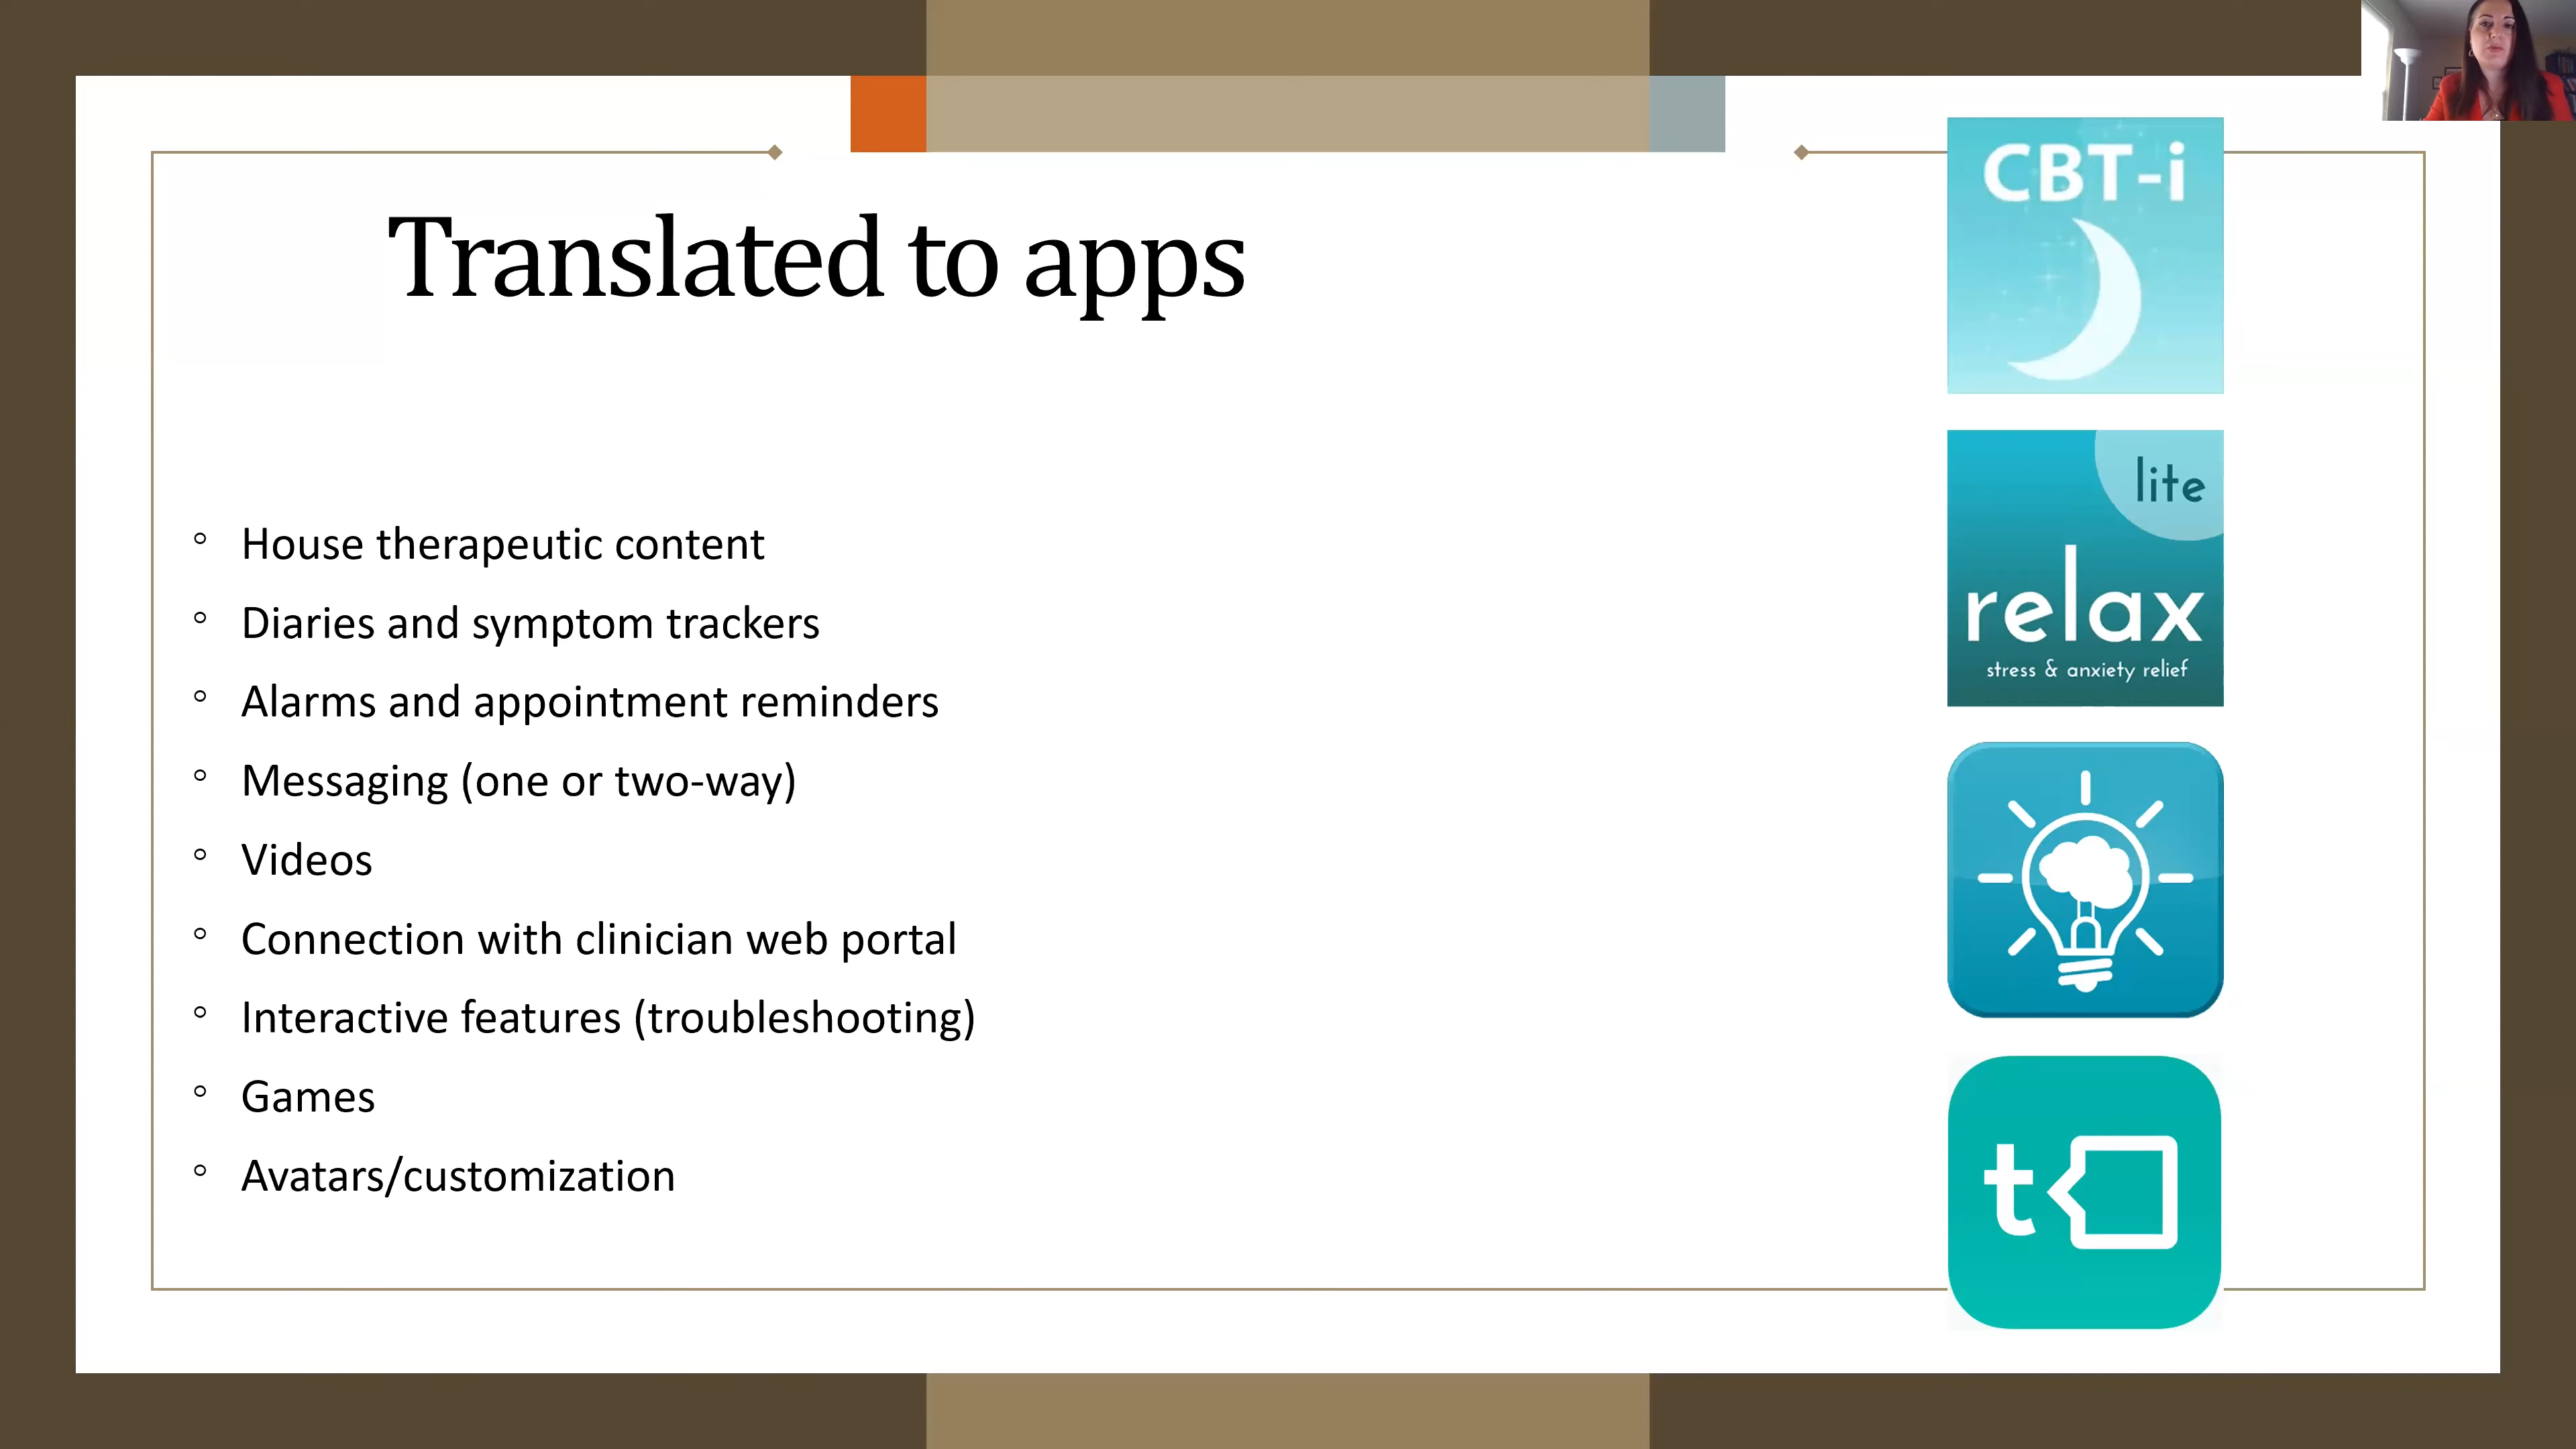 Translated to apps
House therapeutic content
Diaries and symptom trackers
Alarms and appointment reminders
Messaging (one or two-way)
Videos
Connection with clinician web portal
Interactive features (troubleshooting)
Games
Avatars/customization
CBT-i
lite
relax
stress & anxiety relief
t